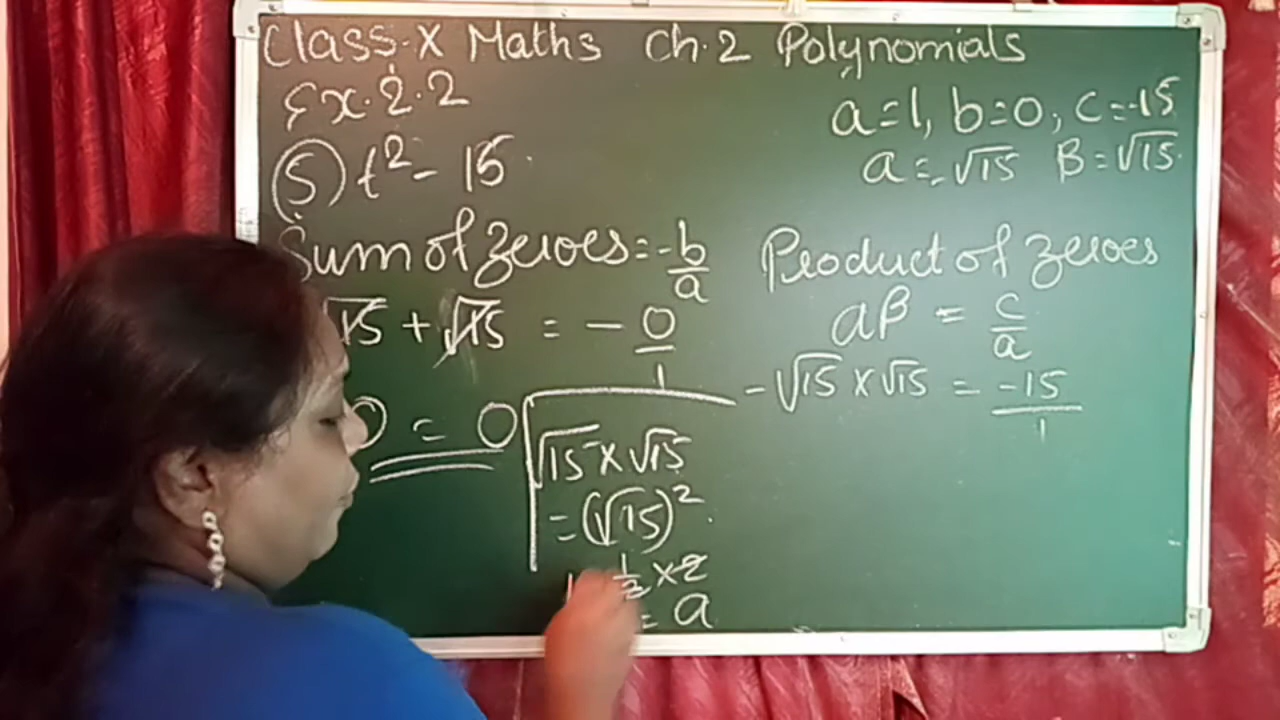 Class-X Maths Ch.2 Polynomials
Ex.2.2
a=1, b=0, c=-15
(5) t² - 15
a=-√15 β=√15
Sum of zeroes = -b/a
Product of zeroes
√15 + √15 = -0/1
αβ = c/a
0 = 0
-√15 × √15 = -15/1
√15 × √15
= (√15)²
1/2 × 2
= a